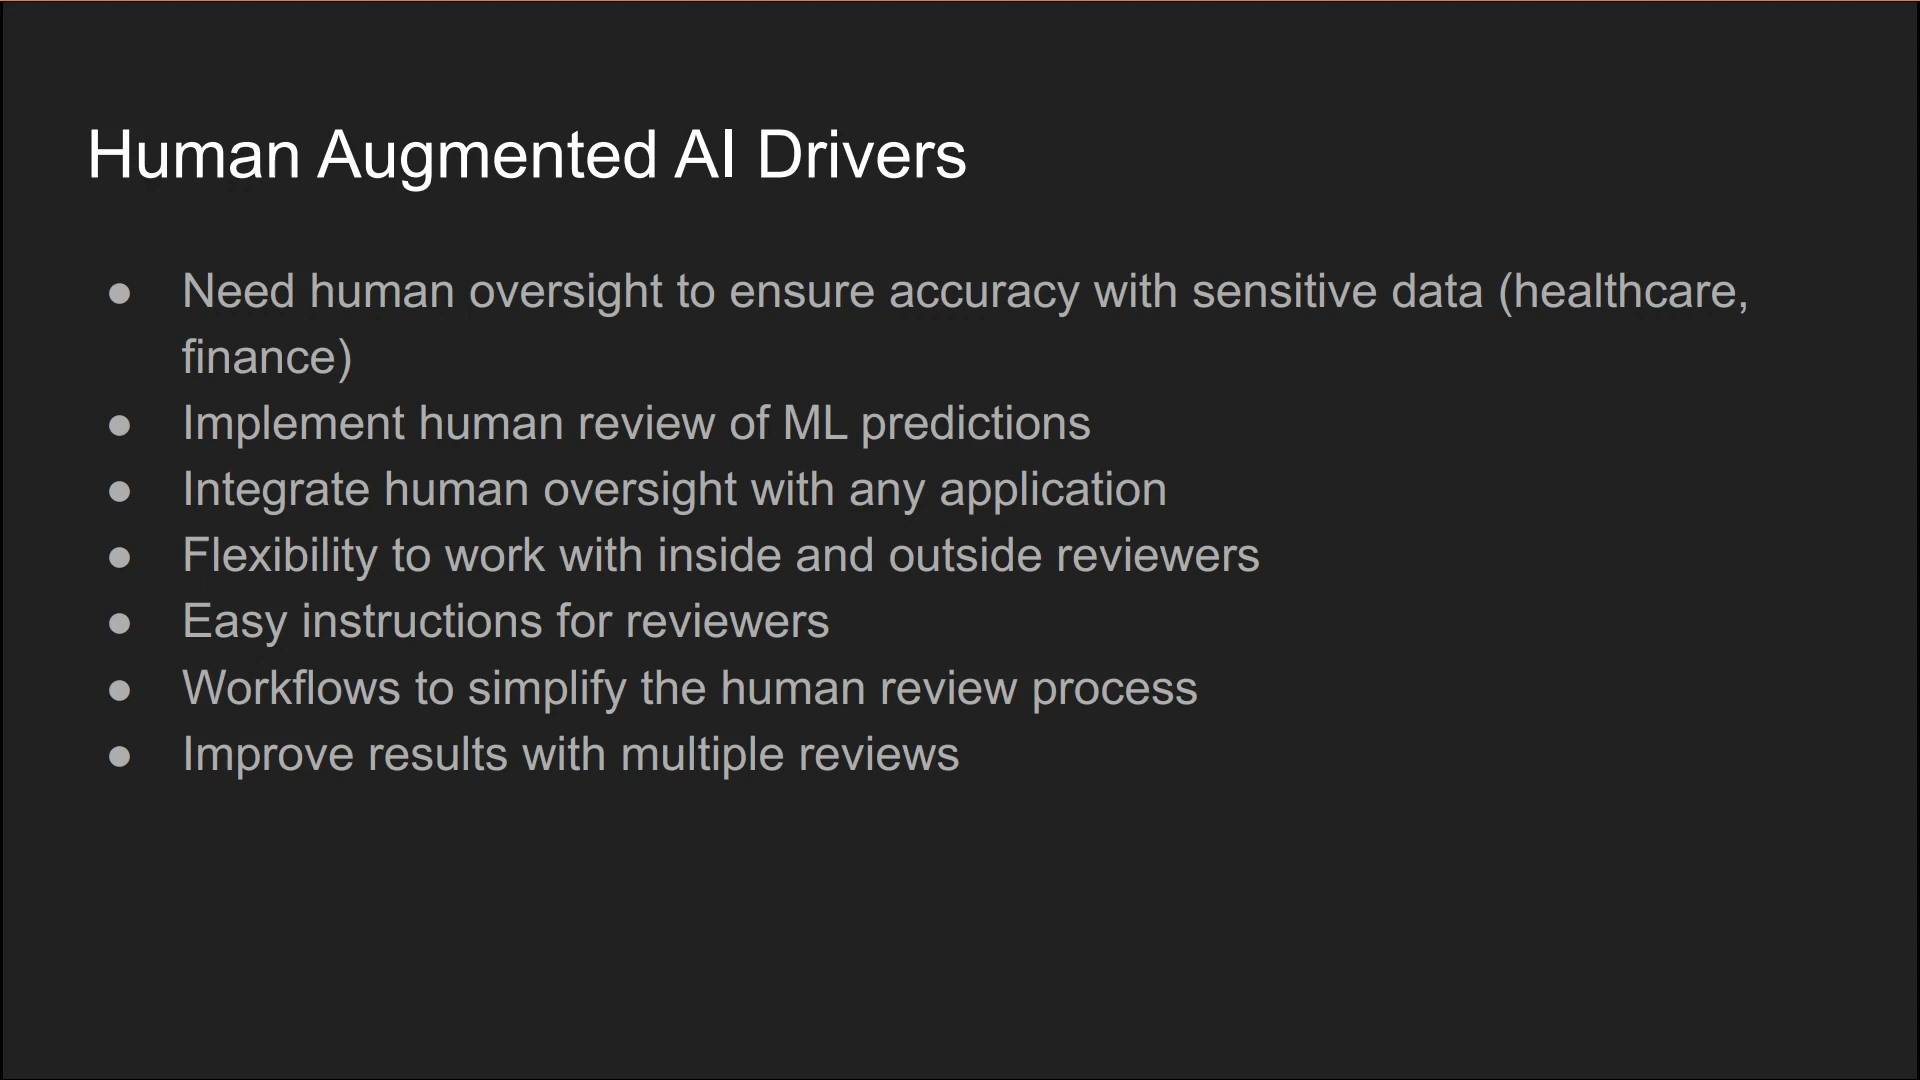 Human Augmented AI Drivers
● Need human oversight to ensure accuracy with sensitive data (healthcare,
finance)
● Implement human review of ML predictions
● Integrate human oversight with any application
● Flexibility to work with inside and outside reviewers
● Easy instructions for reviewers
● Workflows to simplify the human review process
● Improve results with multiple reviews